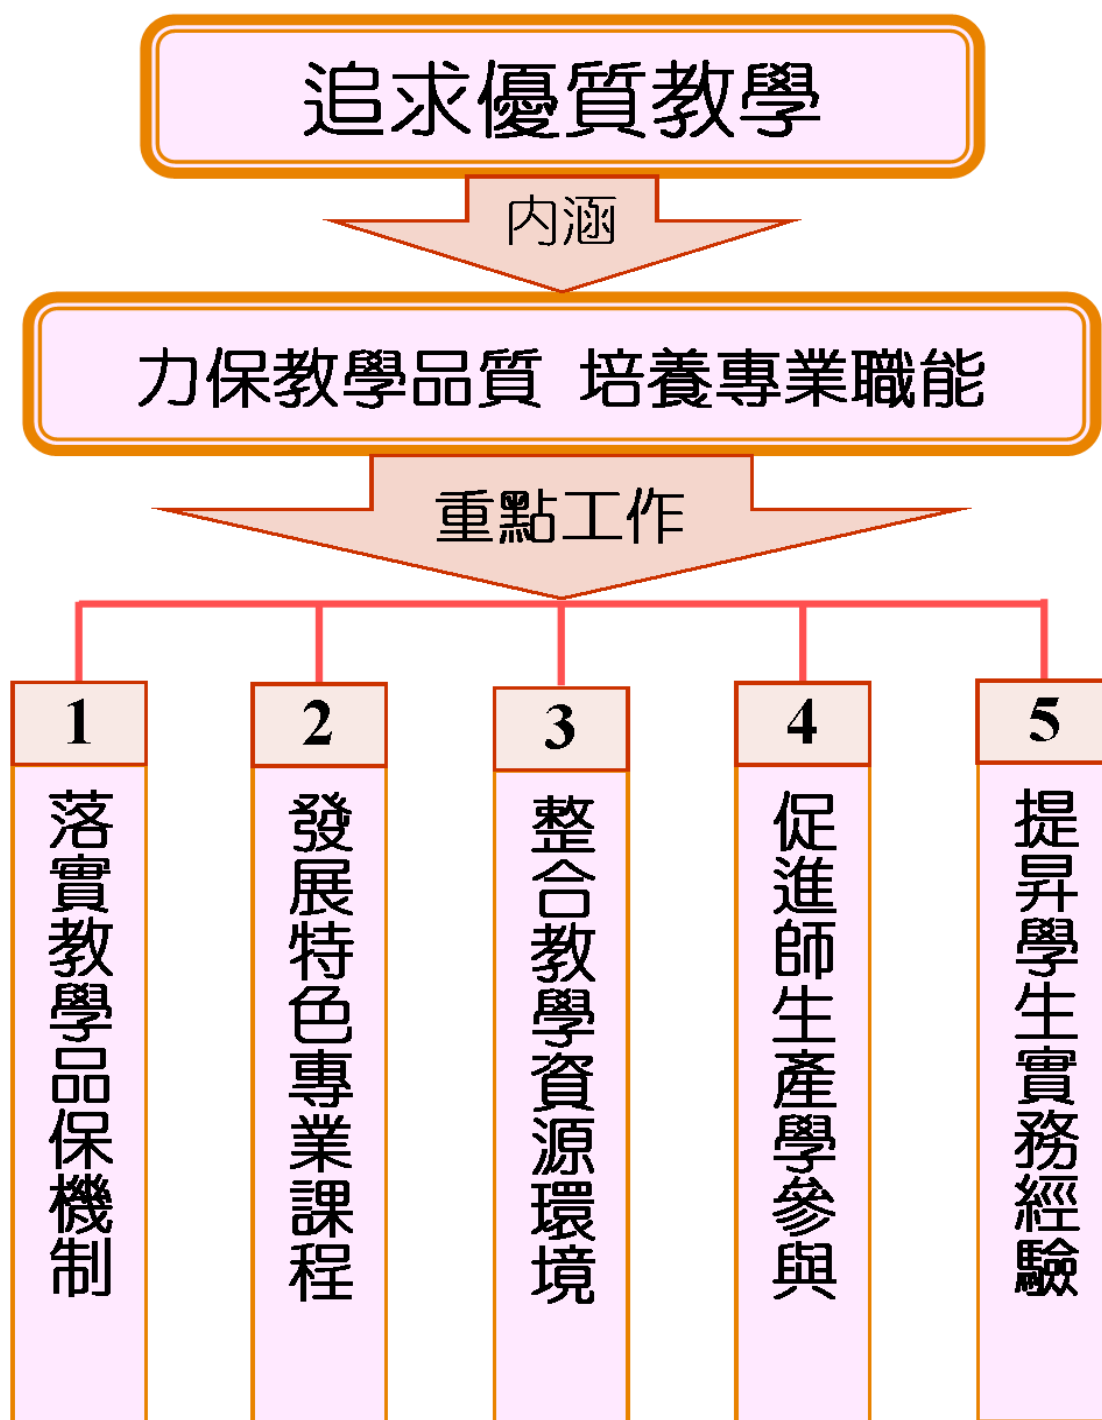 追求優質教學
內涵
力保教學品質 培養專業職能
重點工作
1
落實教學品保機制
2
發展特色專業課程
3
整合教學資源環境
4
促進師生產學參與
5
提昇學生實務經驗